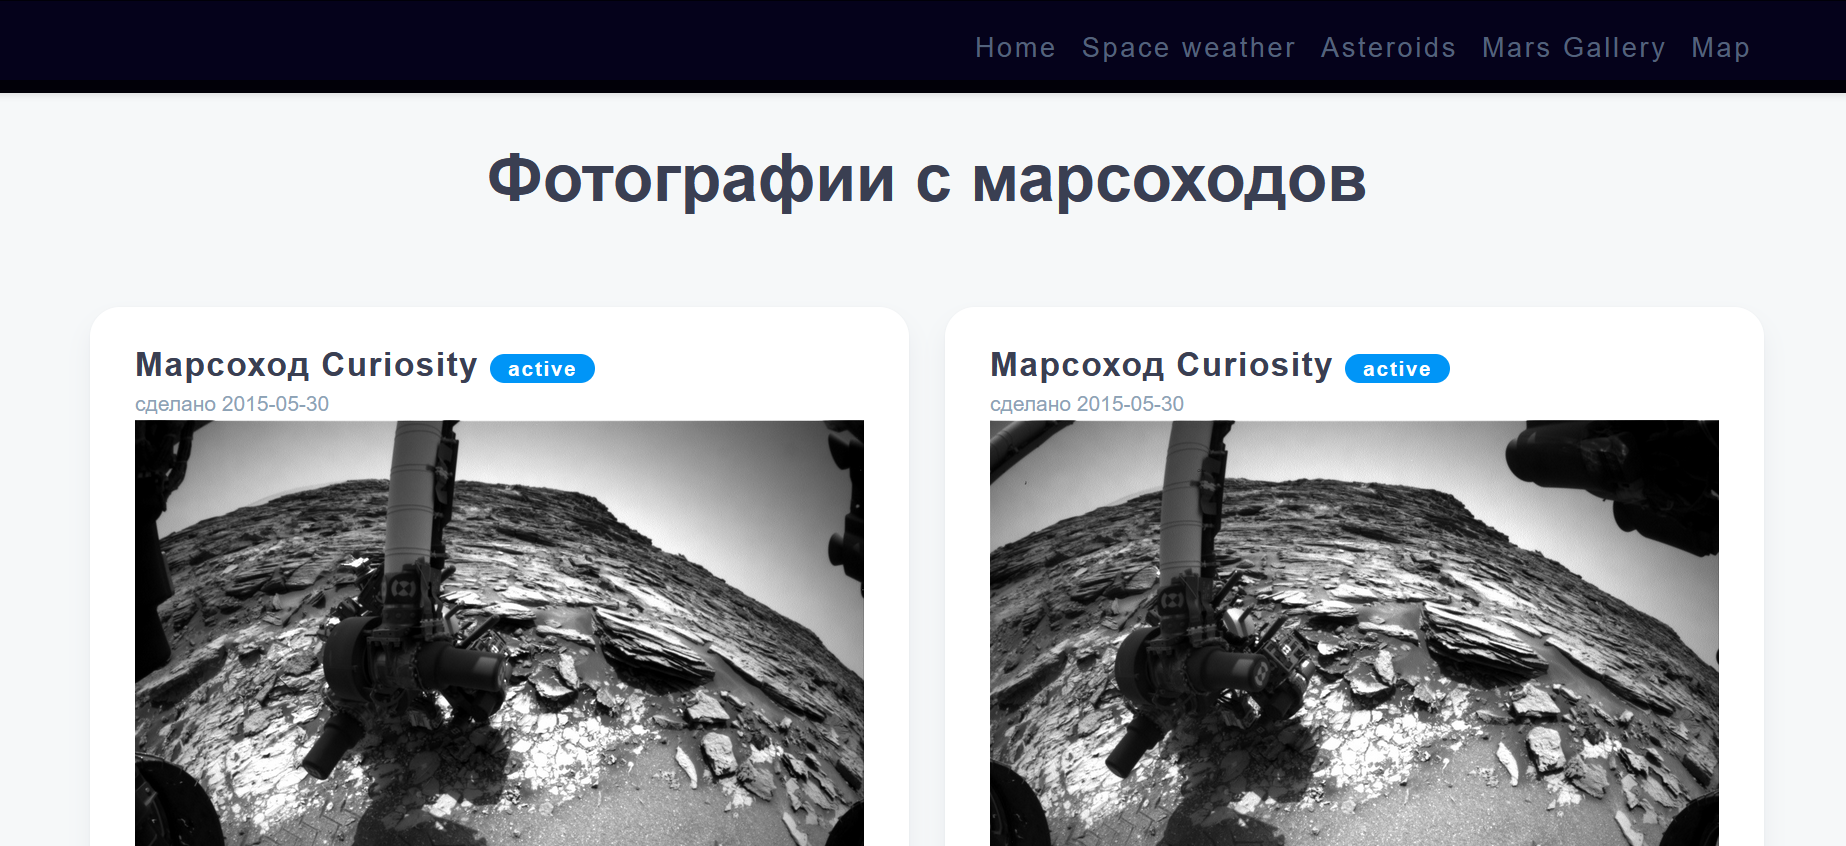 Home Space weather Asteroids Mars Gallery Map
Фотографии с марсоходов
Марсоход Curiosity active
сделано 2015-05-30
Марсоход Curiosity active
сделано 2015-05-30